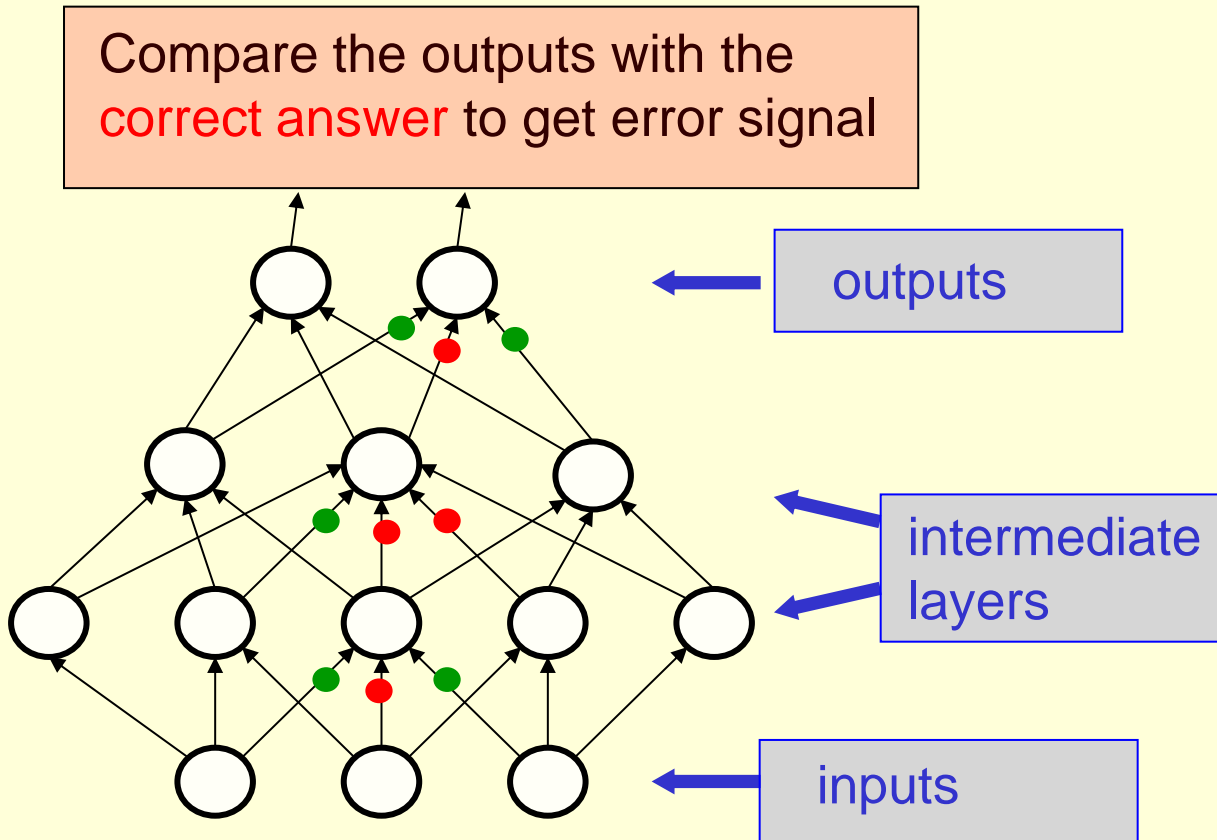 Compare the outputs with the
correct answer to get error signal
outputs
intermediate
layers
inputs